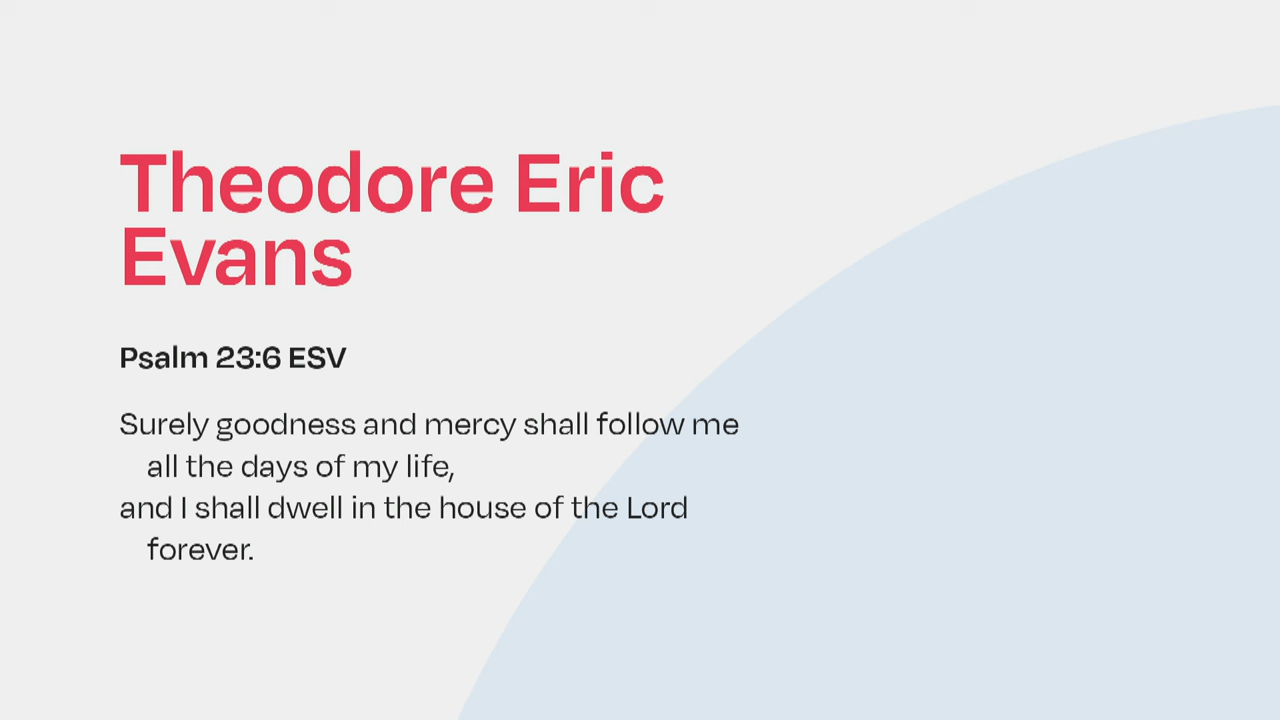 Theodore Eric
Evans
Psalm 23:6 ESV
Surely goodness and mercy shall follow me
all the days of my life,
and I shall dwell in the house of the Lord
forever.